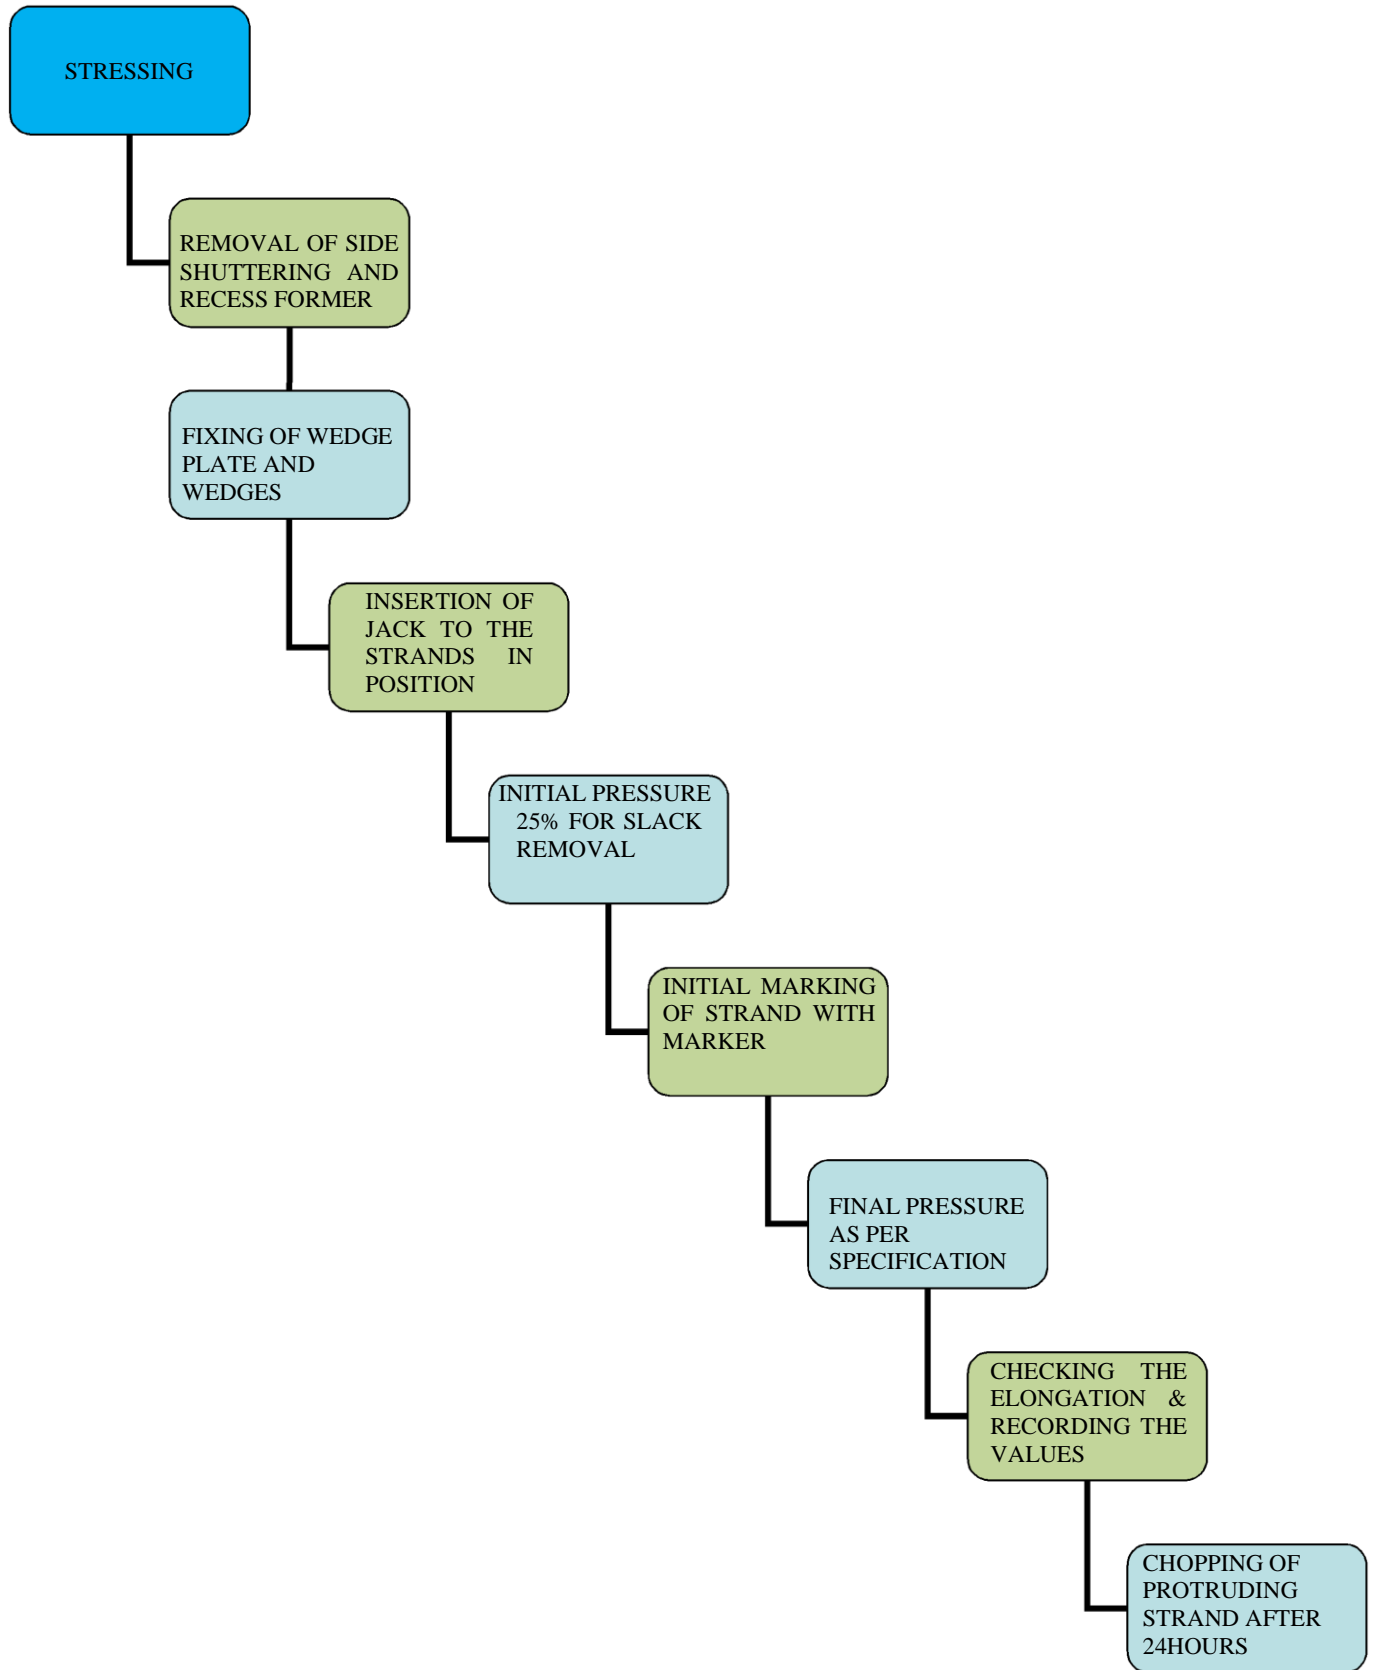 STRESSING
REMOVAL OF SIDE
SHUTTERING AND
RECESS FORMER
FIXING OF WEDGE
PLATE AND
WEDGES
INSERTION OF
JACK TO THE
STRANDS IN
POSITION
INITIAL PRESSURE
25% FOR SLACK
REMOVAL
INITIAL MARKING
OF STRAND WITH
MARKER
FINAL PRESSURE
AS PER
SPECIFICATION
CHECKING THE
ELONGATION &
RECORDING THE
VALUES
CHOPPING OF
PROTRUDING
STRAND AFTER
24HOURS